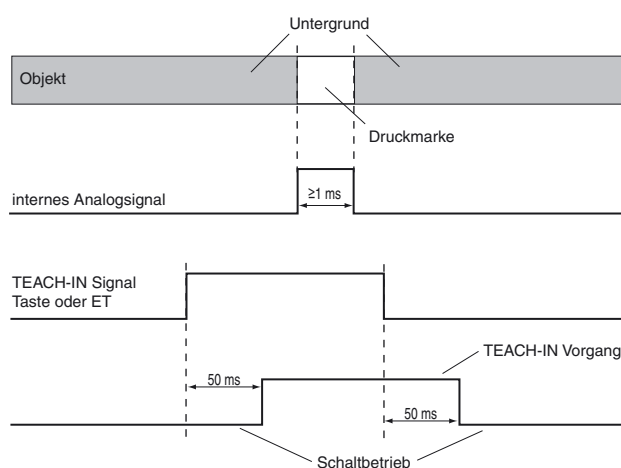 Untergrund
Objekt
Druckmarke
internes Analogsignal
≥1 ms
TEACH-IN Signal
Taste oder ET
TEACH-IN Vorgang
50 ms
50 ms
Schaltbetrieb